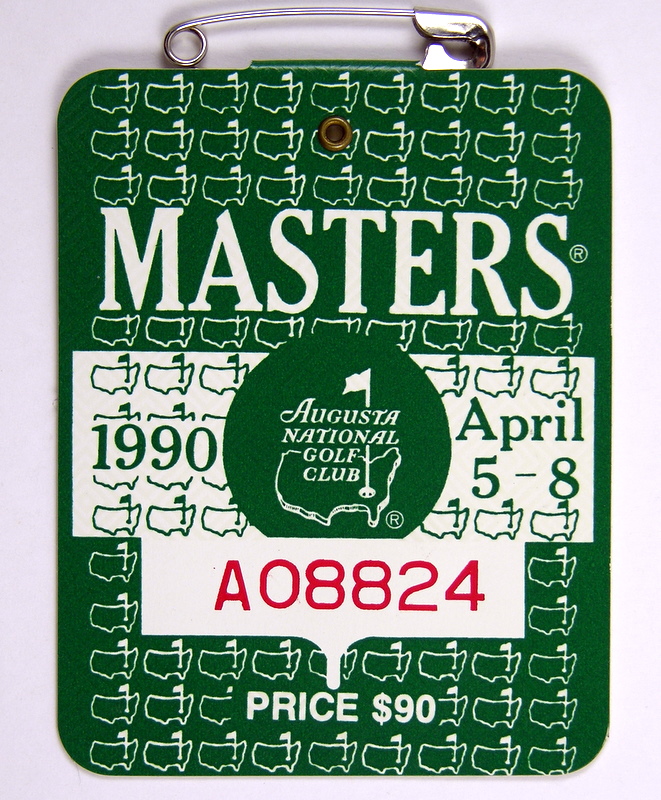 MASTERS®
1990
AUGUSTA
NATIONAL
GOLF
CLUB
®
April
5-8
A08824
PRICE $90